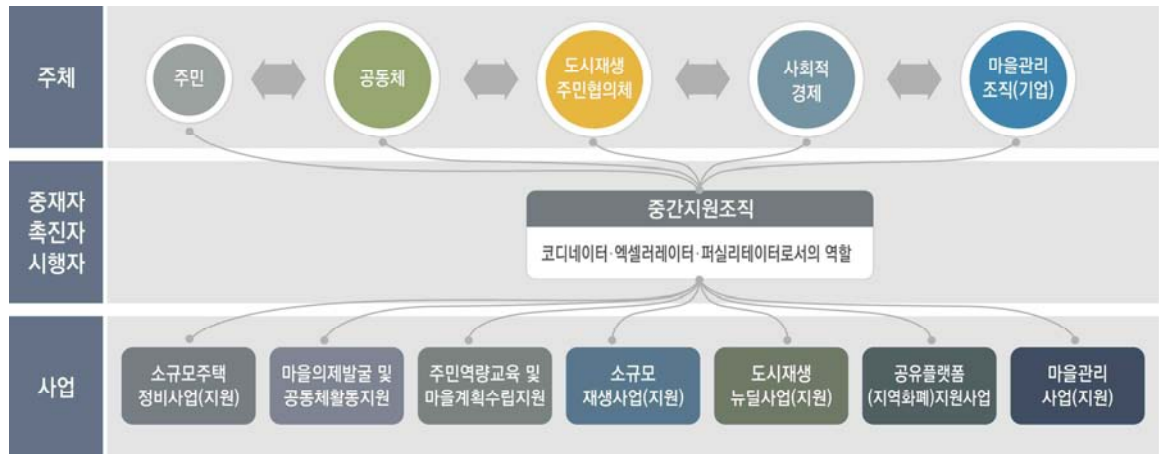 주체
주민
공동체
도시재생
주민협의체
사회적
경제
마을관리
조직(기업)
중재자
촉진자
시행자
중간지원조직
코디네이터·엑셀러레이터·퍼실리테이터로서의 역할
사업
소규모주택
정비사업(지원)
마을의제발굴 및
공동체활동지원
주민역량교육 및
마을계획수립지원
소규모
재생사업(지원)
도시재생
뉴딜사업(지원)
공유플랫폼
(지역화폐)지원사업
마을관리
사업(지원)